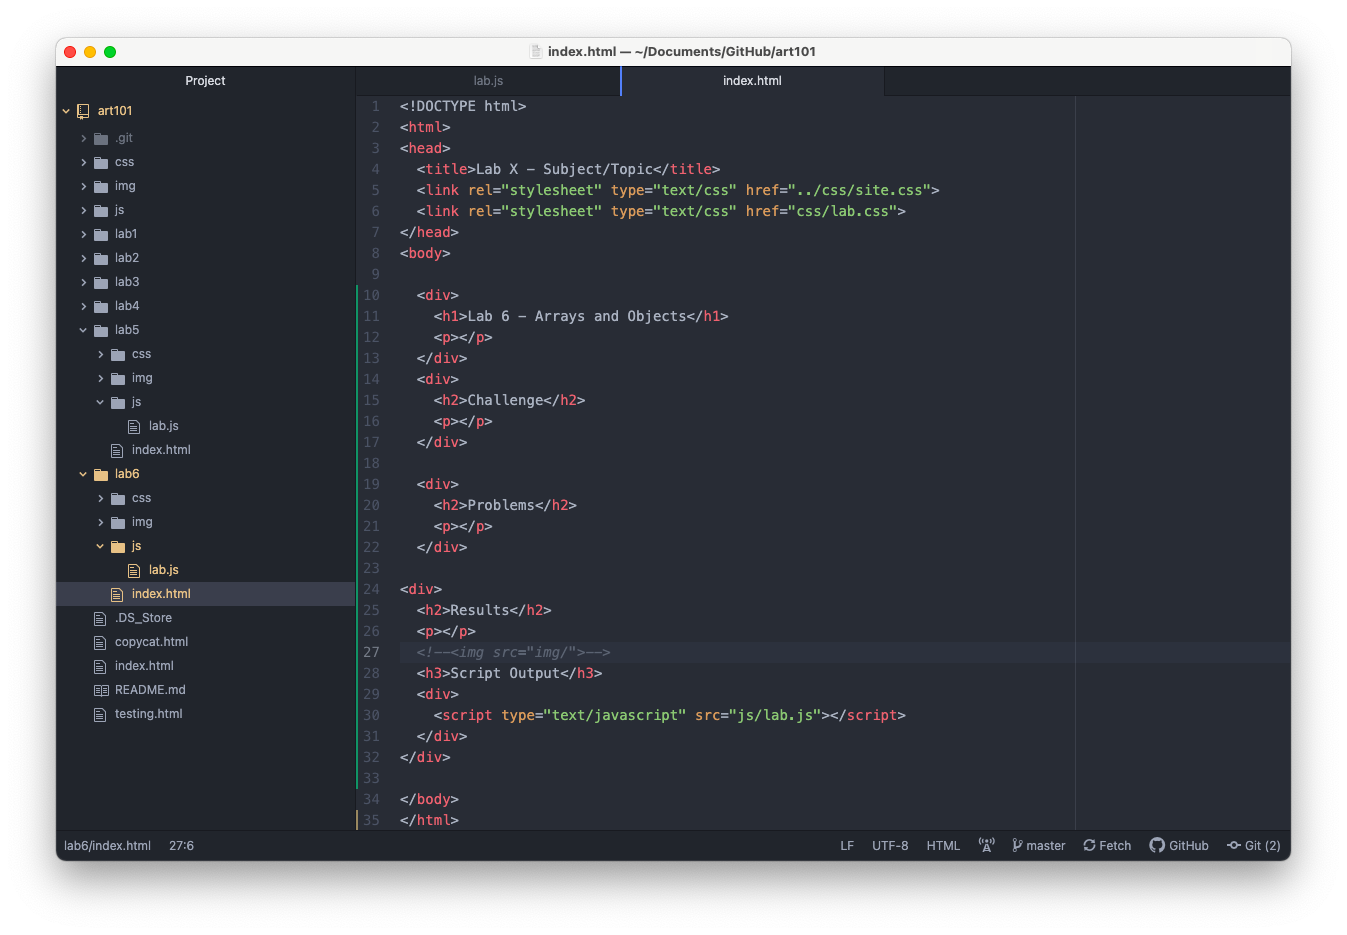 index.html — ~/Documents/GitHub/art101
Project
art101
.git
css
img
js
lab1
lab2
lab3
lab4
lab5
css
img
js
lab.js
index.html
lab6
css
img
js
lab.js
index.html
.DS_Store
copycat.html
index.html
README.md
testing.html
lab.js
index.html
1 <!DOCTYPE html>
2 <html>
3 <head>
4   <title>Lab X – Subject/Topic</title>
5   <link rel="stylesheet" type="text/css" href="../css/site.css">
6   <link rel="stylesheet" type="text/css" href="css/lab.css">
7 </head>
8 <body>
9
10   <div>
11     <h1>Lab 6 – Arrays and Objects</h1>
12     <p></p>
13   </div>
14   <div>
15     <h2>Challenge</h2>
16     <p></p>
17   </div>
18
19   <div>
20     <h2>Problems</h2>
21     <p></p>
22   </div>
23
24 <div>
25   <h2>Results</h2>
26   <p></p>
27   <!--<img src="img/">-->
28   <h3>Script Output</h3>
29   <div>
30     <script type="text/javascript" src="js/lab.js"></script>
31   </div>
32 </div>
33
34 </body>
35 </html>
lab6/index.html 27:6 LF UTF-8 HTML master Fetch GitHub Git (2)